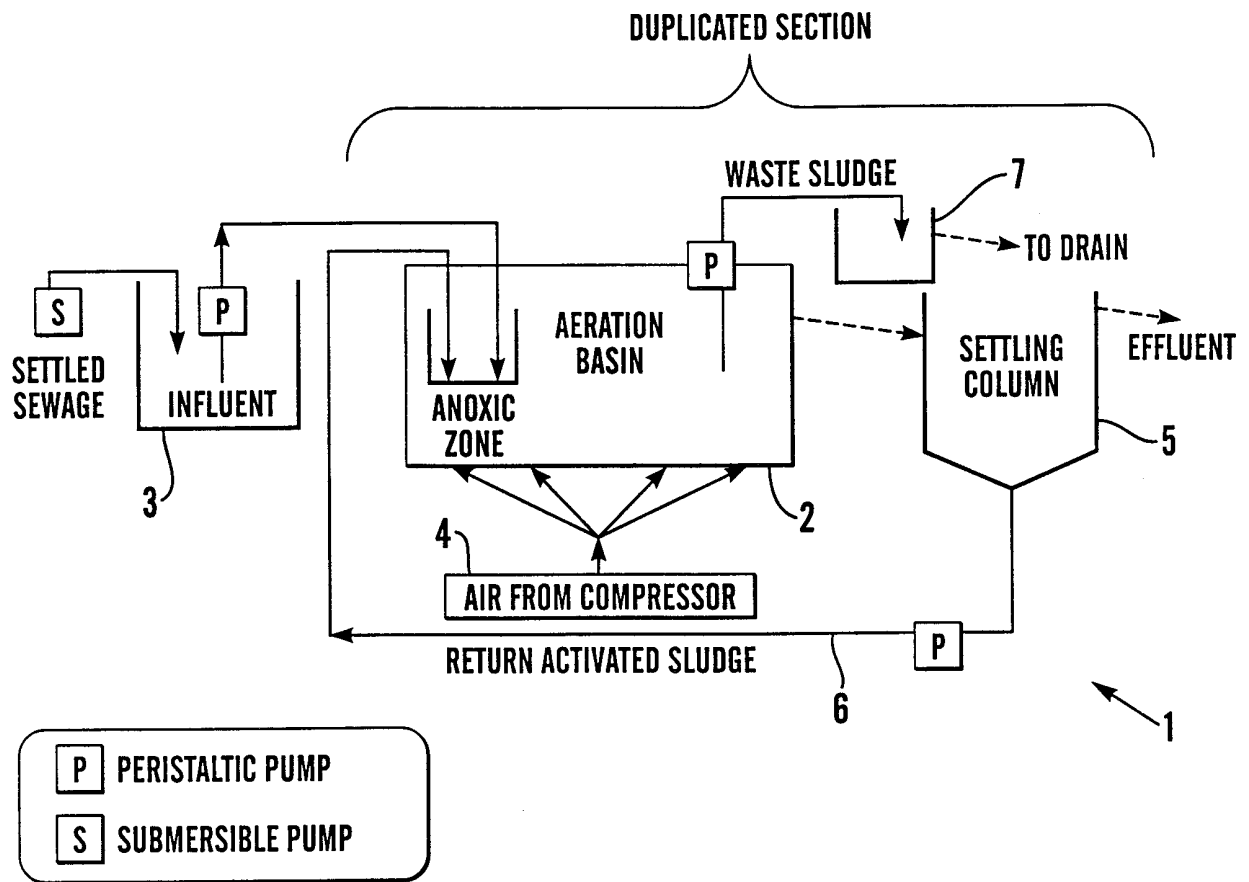 DUPLICATED SECTION
WASTE SLUDGE
7
TO DRAIN
P
P
S
AERATION
BASIN
SETTLING
COLUMN
EFFLUENT
SETTLED
SEWAGE
INFLUENT
ANOXIC
ZONE
5
3
2
4
AIR FROM COMPRESSOR
P
RETURN ACTIVATED SLUDGE
6
1
P PERISTALTIC PUMP
S SUBMERSIBLE PUMP